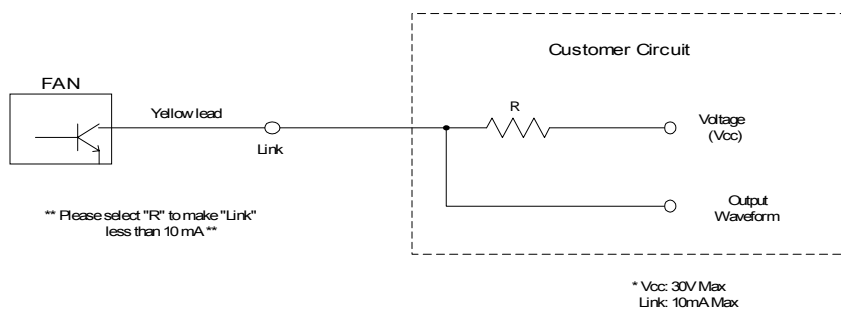 Customer Circuit
FAN
Yellow lead
Link
R
Voltage
(Vcc)
Output
Waveform
** Please select "R" to make "Link"
less than 10 mA **
* Vcc: 30V Max
Link: 10mA Max